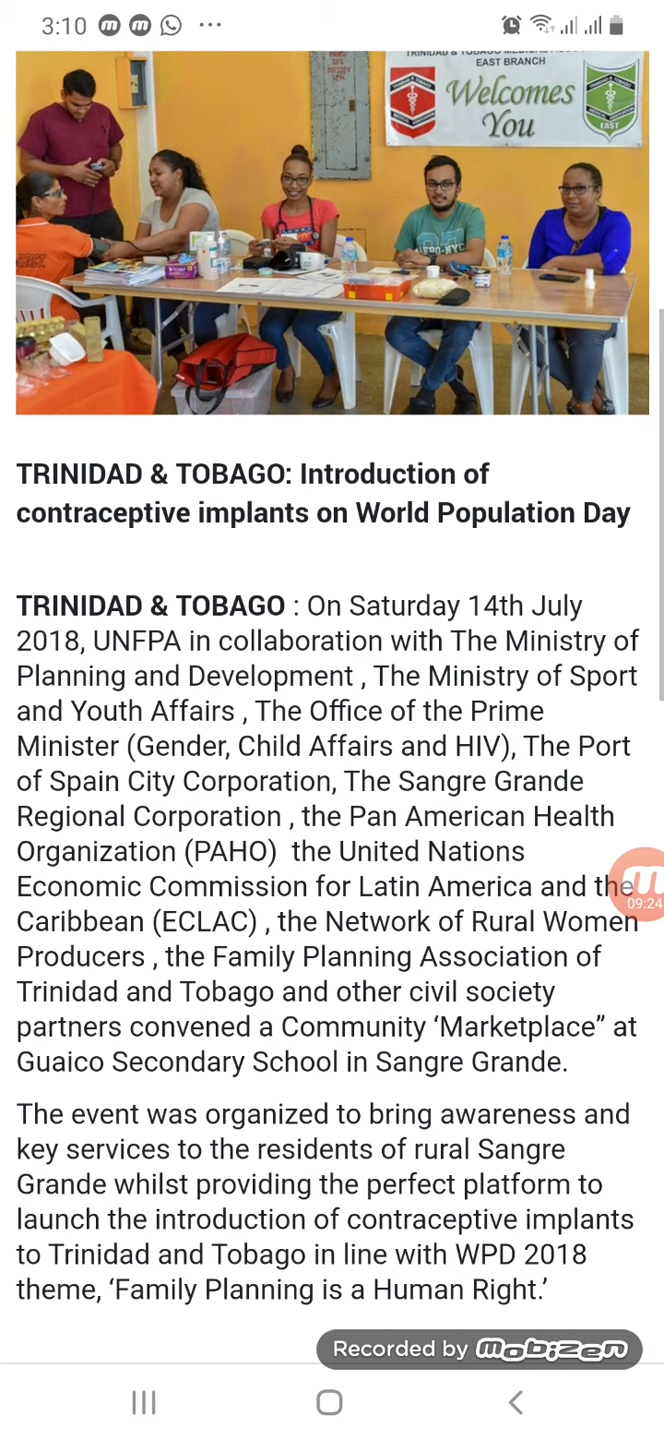 3:10
TRINIDAD & TOBAGO MEDICAL
EAST BRANCH
Welcomes
You
EAST
AERO-NYC
TRINIDAD & TOBAGO: Introduction of
contraceptive implants on World Population Day
TRINIDAD & TOBAGO : On Saturday 14th July
2018, UNFPA in collaboration with The Ministry of
Planning and Development , The Ministry of Sport
and Youth Affairs , The Office of the Prime
Minister (Gender, Child Affairs and HIV), The Port
of Spain City Corporation, The Sangre Grande
Regional Corporation , the Pan American Health
Organization (PAHO)  the United Nations
Economic Commission for Latin America and the
Caribbean (ECLAC) , the Network of Rural Women
Producers , the Family Planning Association of
Trinidad and Tobago and other civil society
partners convened a Community ‘Marketplace” at
Guaico Secondary School in Sangre Grande.
09:24
The event was organized to bring awareness and
key services to the residents of rural Sangre
Grande whilst providing the perfect platform to
launch the introduction of contraceptive implants
to Trinidad and Tobago in line with WPD 2018
theme, ‘Family Planning is a Human Right.’
Recorded by mobizen